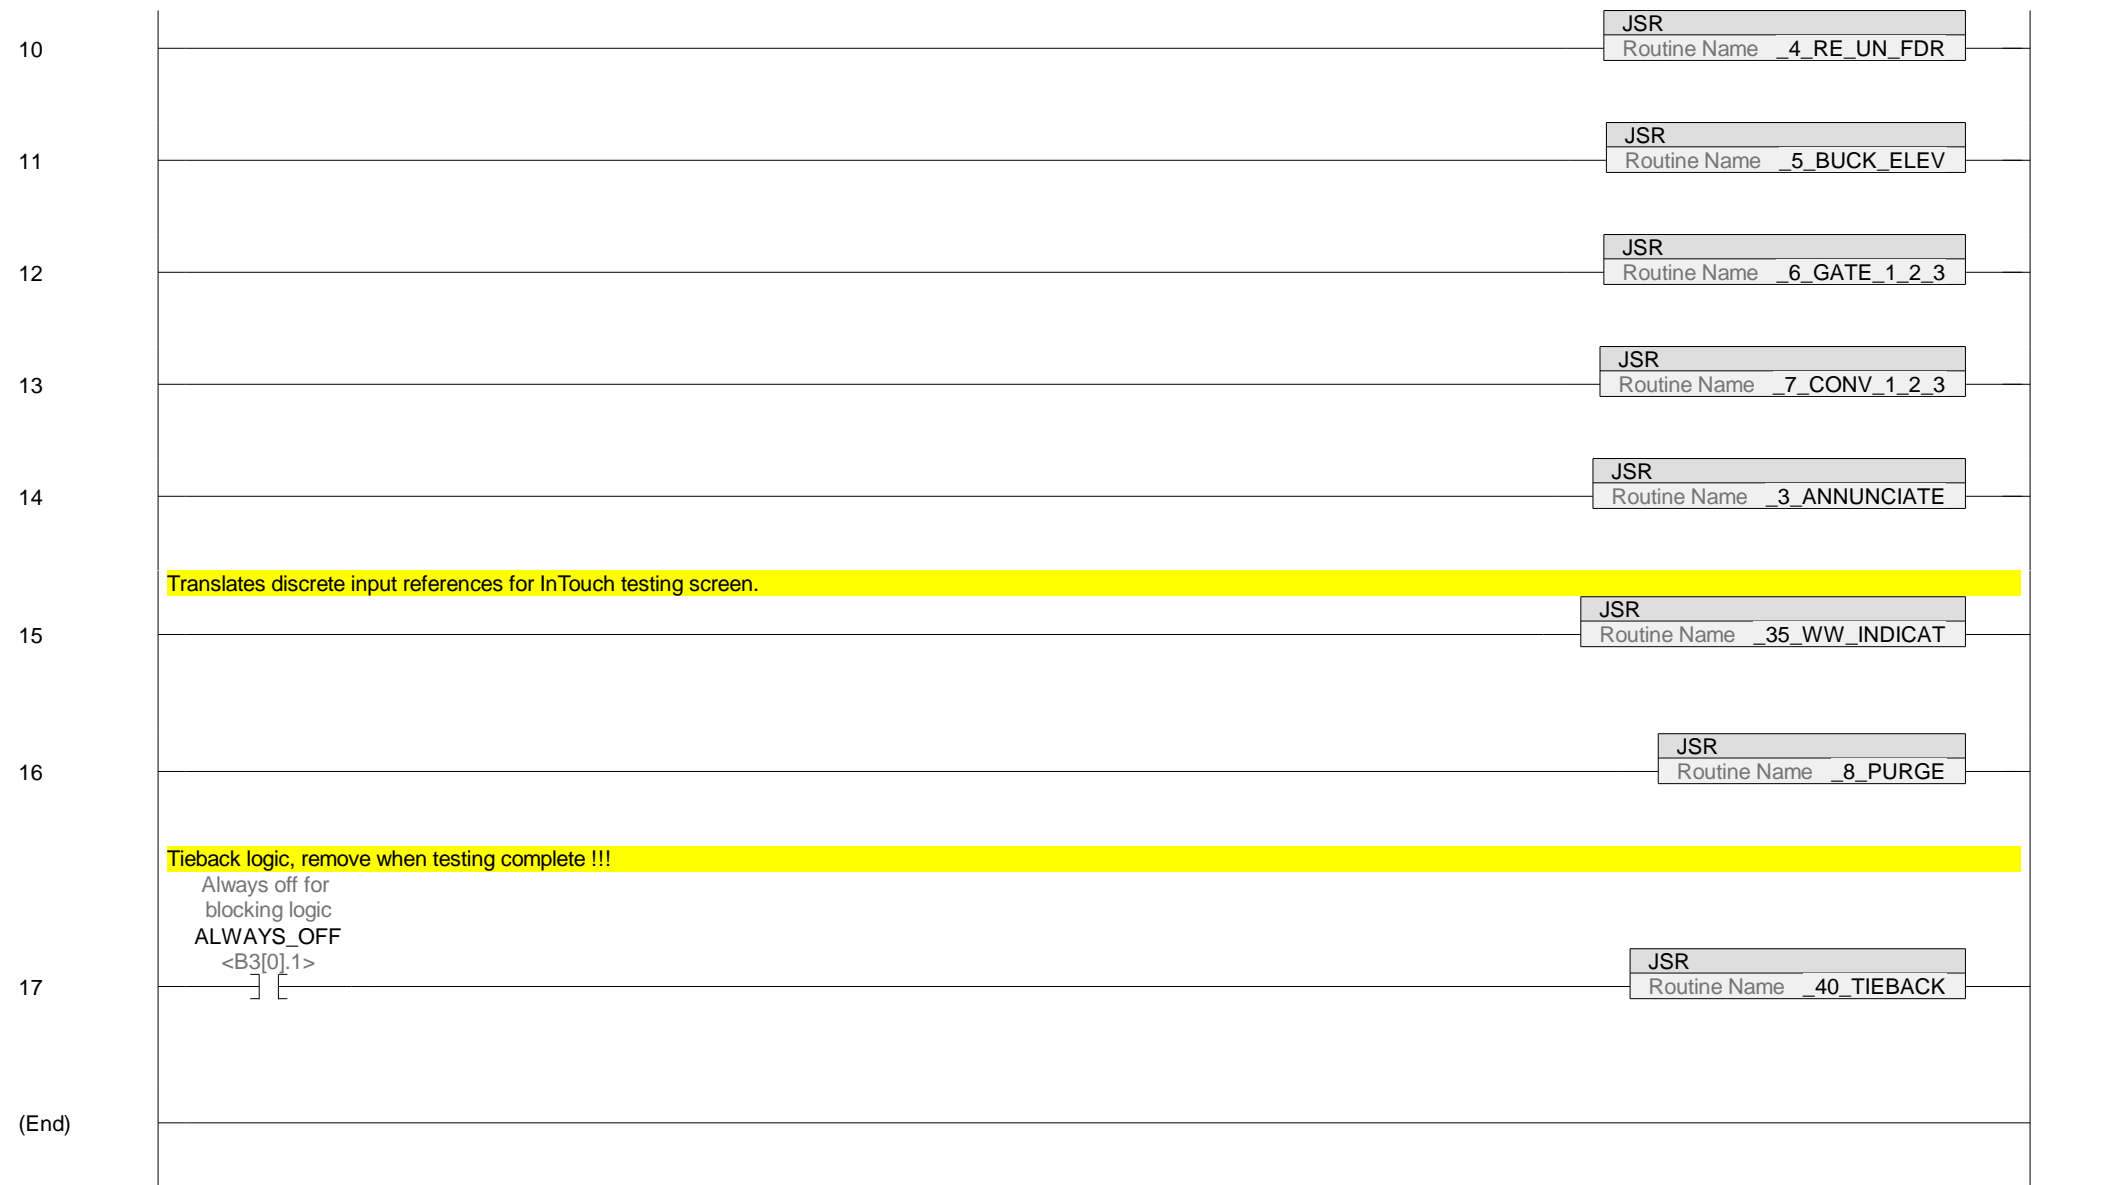 JSR
10 Routine Name _4_RE_UN_FDR
JSR
11 Routine Name _5_BUCK_ELEV
JSR
12 Routine Name _6_GATE_1_2_3
JSR
13 Routine Name _7_CONV_1_2_3
JSR
14 Routine Name _3_ANNUNCIATE
Translates discrete input references for InTouch testing screen.
JSR
15 Routine Name _35_WW_INDICAT
JSR
16 Routine Name _8_PURGE
Tieback logic, remove when testing complete !!!
Always off for
blocking logic
ALWAYS_OFF
<B3[0].1>
JSR
17 Routine Name _40_TIEBACK
(End)